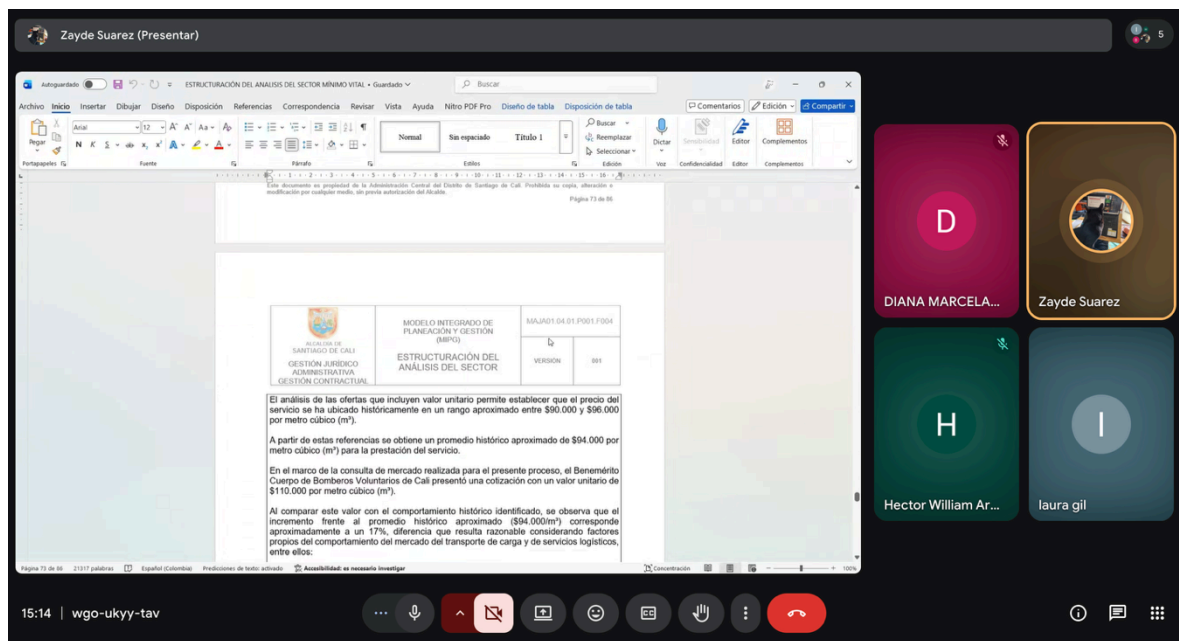 Zayde Suarez (Presentar)
5
Autoguardado
ESTRUCTURACIÓN DEL ANALISIS DEL SECTOR MÍNIMO VITAL • Guardado
Buscar
Archivo Inicio Insertar Dibujar Diseño Disposición Referencias Correspondencia Revisar Vista Ayuda Nitro PDF Pro Diseño de tabla Disposición de tabla
Comentarios Edición Compartir
Pegar
Arial 12
N K S
Normal
Sin espaciado
Título 1
Buscar
Reemplazar
Seleccionar
Dictar
Sensibilidad
Editor
Complementos
Portapapeles Fuente Párrafo Estilos Edición Voz Confidencialidad Editor Complementos
Este documento es propiedad de la Administración Central del Distrito de Santiago de Cali. Prohibida su copia, alteración o
modificación por cualquier medio, sin previa autorización del Alcalde.
Página 73 de 86
ALCALDÍA DE
SANTIAGO DE CALI
GESTIÓN JURÍDICO
ADMINISTRATIVA
GESTIÓN CONTRACTUAL
MODELO INTEGRADO DE
PLANEACIÓN Y GESTIÓN
(MIPG)
ESTRUCTURACIÓN DEL
ANÁLISIS DEL SECTOR
MAJA01.04.01.P001.F004
VERSIÓN
001
El análisis de las ofertas que incluyen valor unitario permite establecer que el precio del
servicio se ha ubicado históricamente en un rango aproximado entre $90.000 y $96.000
por metro cúbico (m³).
A partir de estas referencias se obtiene un promedio histórico aproximado de $94.000 por
metro cúbico (m³) para la prestación del servicio.
En el marco de la consulta de mercado realizada para el presente proceso, el Benemérito
Cuerpo de Bomberos Voluntarios de Cali presentó una cotización con un valor unitario de
$110.000 por metro cúbico (m³).
Al comparar este valor con el comportamiento histórico identificado, se observa que el
incremento frente al promedio histórico aproximado ($94.000/m³) corresponde
aproximadamente a un 17%, diferencia que resulta razonable considerando factores
propios del comportamiento del mercado del transporte de carga y de servicios logísticos,
entre ellos:
Página 73 de 86 21317 palabras Español (Colombia) Predicciones de texto: activado Accesibilidad: es necesario investigar
Concentración
100%
D
DIANA MARCELA...
Zayde Suarez
H
Hector William Ar...
I
laura gil
15:14 | wgo-ukyy-tav